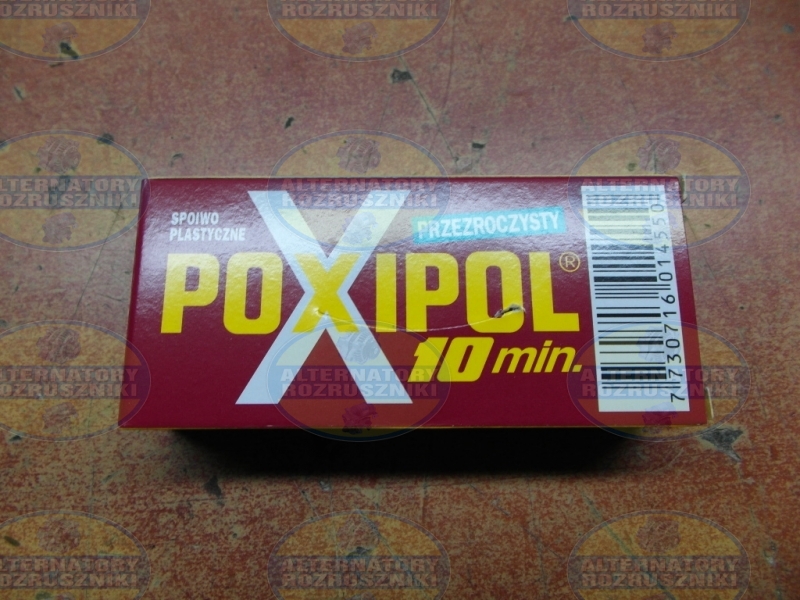 SPOIWO
PLASTYCZNE
PRZEZROCZYSTY
POXIPOL®
10 min.
7 730716 014550
ALTERNATORY
ROZRUSZNIKI